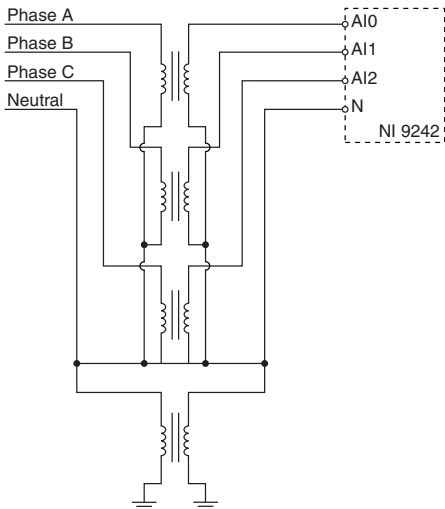 Phase A
Phase B
Phase C
Neutral
AI0
AI1
AI2
N
NI 9242